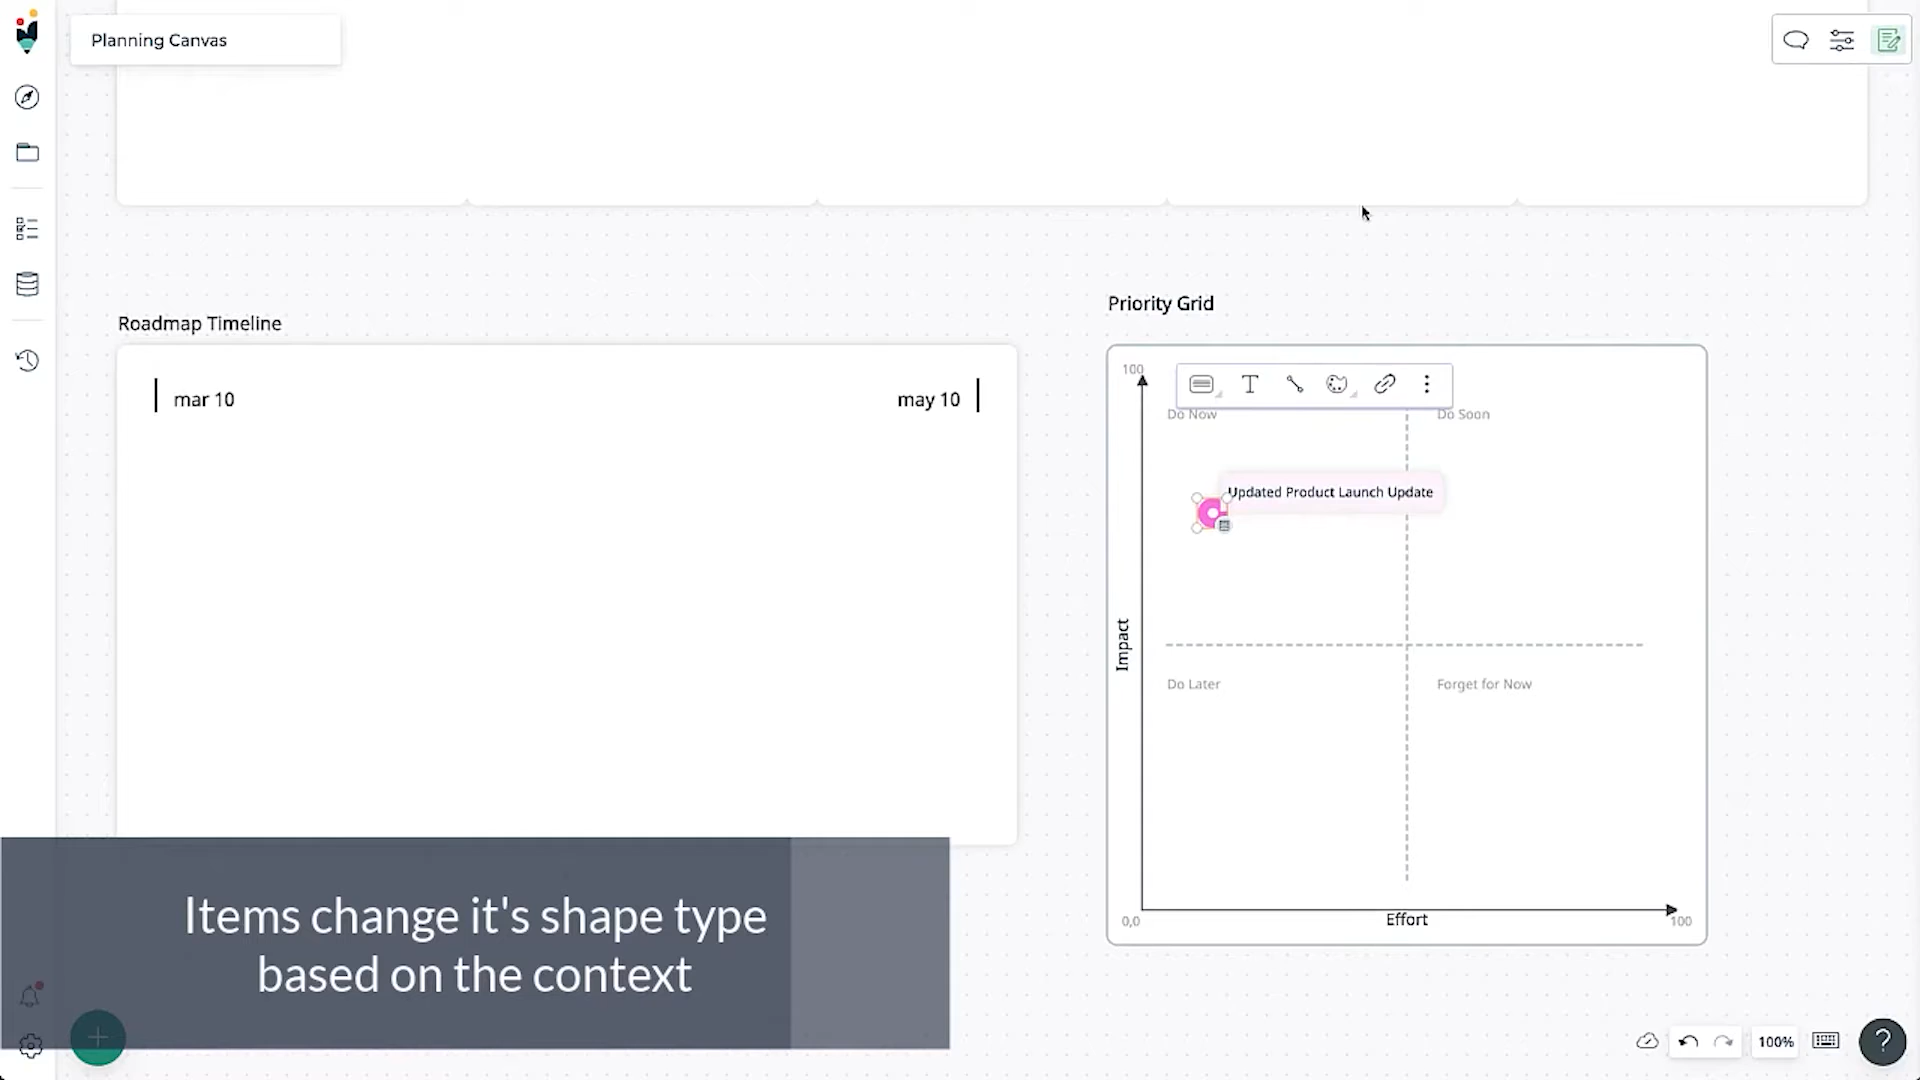 Planning Canvas
Roadmap Timeline
mar 10
may 10
Priority Grid
100
Do Now
Do Soon
Updated Product Launch Update
Impact
Do Later
Forget for Now
0,0
Effort
100
Items change it's shape type
based on the context
100%
?